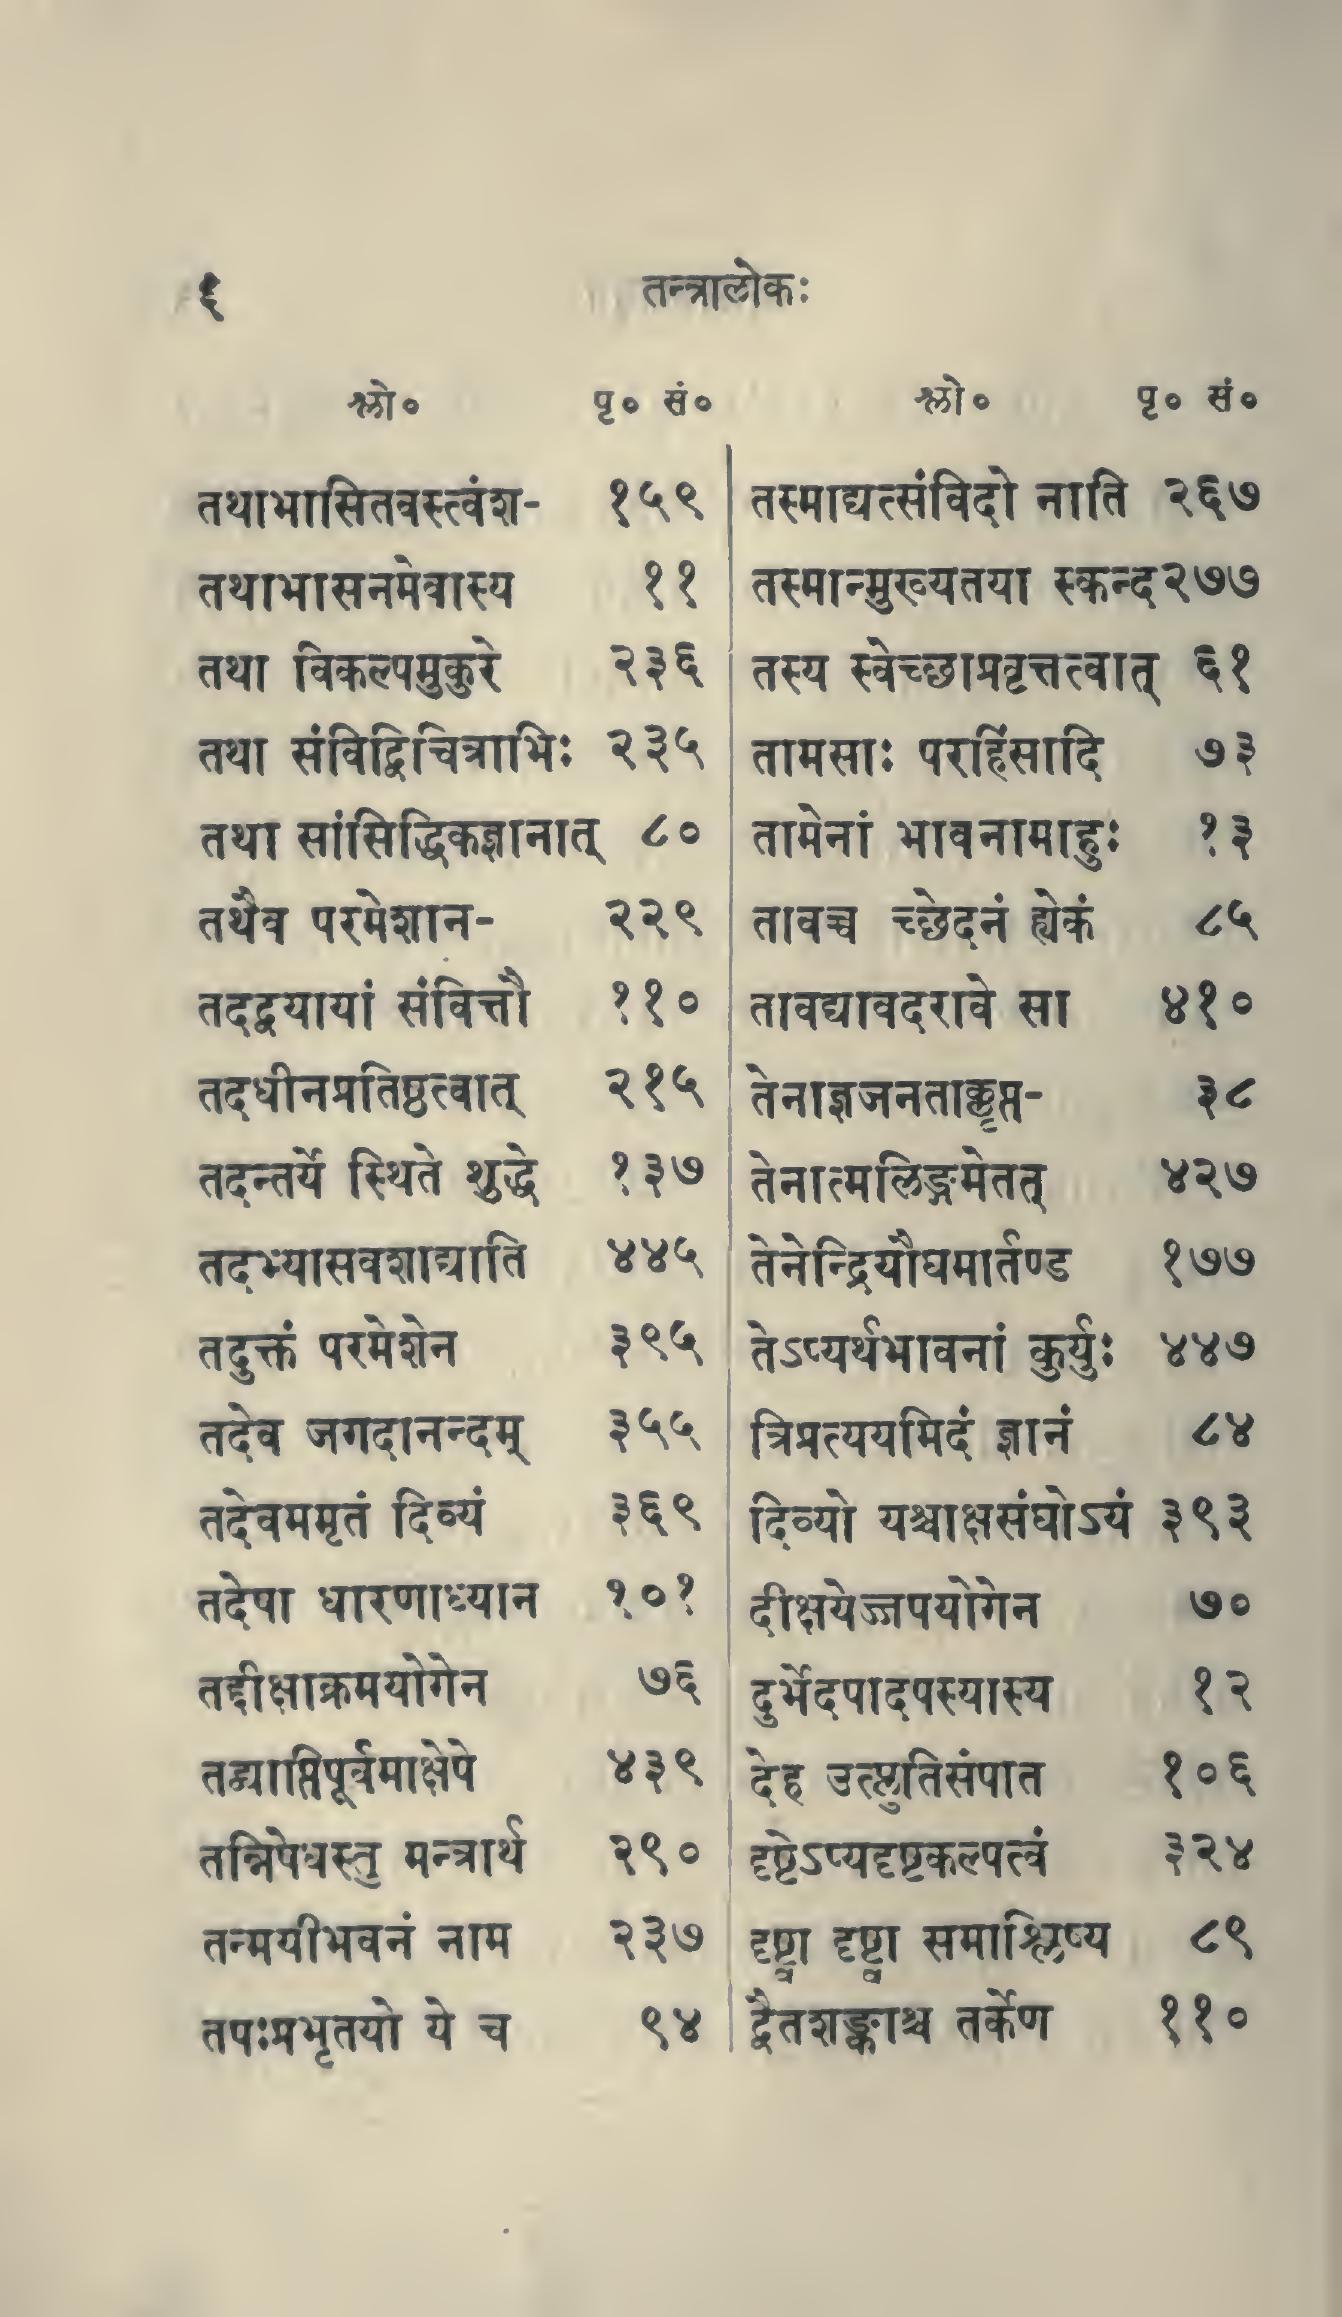 ६ तन्त्रालोकः
श्लो० पृ० सं० श्लो० पृ० सं०
तथाभासितवस्त्वंश- १५९
तथाभासनमेवास्य ११
तथा विकल्पमुकुरे २३६
तथा संविद्विचित्राभिः २३५
तथा सांसिद्धिकज्ञानात् ८०
तथैव परमेशान- २२९
तदद्वयायां संवित्तौ ११०
तदधीनप्रतिष्ठत्वात् २१५
तदन्तर्ये स्थिते शुद्धे १३७
तदभ्यासवशाद्याति ४४५
तदुक्तं परमेशेन ३९५
तदेव जगदानन्दम् ३५५
तदेवममृतं दिव्यं ३६९
तदेषा धारणाध्यान १०१
तद्दीक्षाक्रमयोगेन ७६
तद्व्याप्तिपूर्वमाक्षेपे ४३९
तन्निषेधस्तु मन्त्रार्थ २९०
तन्मयीभवनं नाम २३७
तपःप्रभृतयो ये च ९४
तस्माद्यत्संविदो नाति २६७
तस्मान्मुख्यतया स्कन्द २७७
तस्य स्वेच्छाप्रवृत्तत्वात् ६१
तामसाः परहिंसादि ७३
तामेनां भावनामाहुः १३
तावच्च च्छेदनं ह्येकं ८५
तावद्यावदरावे सा ४१०
तेनाज्ञजनताक्लृप्त- ३८
तेनात्मलिङ्गमेतत् ४२७
तेनेन्द्रियौघमार्तण्ड १७७
तेऽप्यर्थभावनां कुर्युः ४४७
त्रिप्रत्ययमिदं ज्ञानं ८४
दिव्यो यश्चाक्षसंघोऽयं ३९३
दीक्षयेज्जपयोगेन ७०
दुर्भेदपादपस्यास्य १२
देह उत्प्लुतिसंपात १०६
दृष्टेऽप्यदृष्टकल्पत्वं ३२४
दृष्ट्वा दृष्ट्वा समाश्लिष्य ८९
द्वैतशङ्काश्च तर्केण ११०